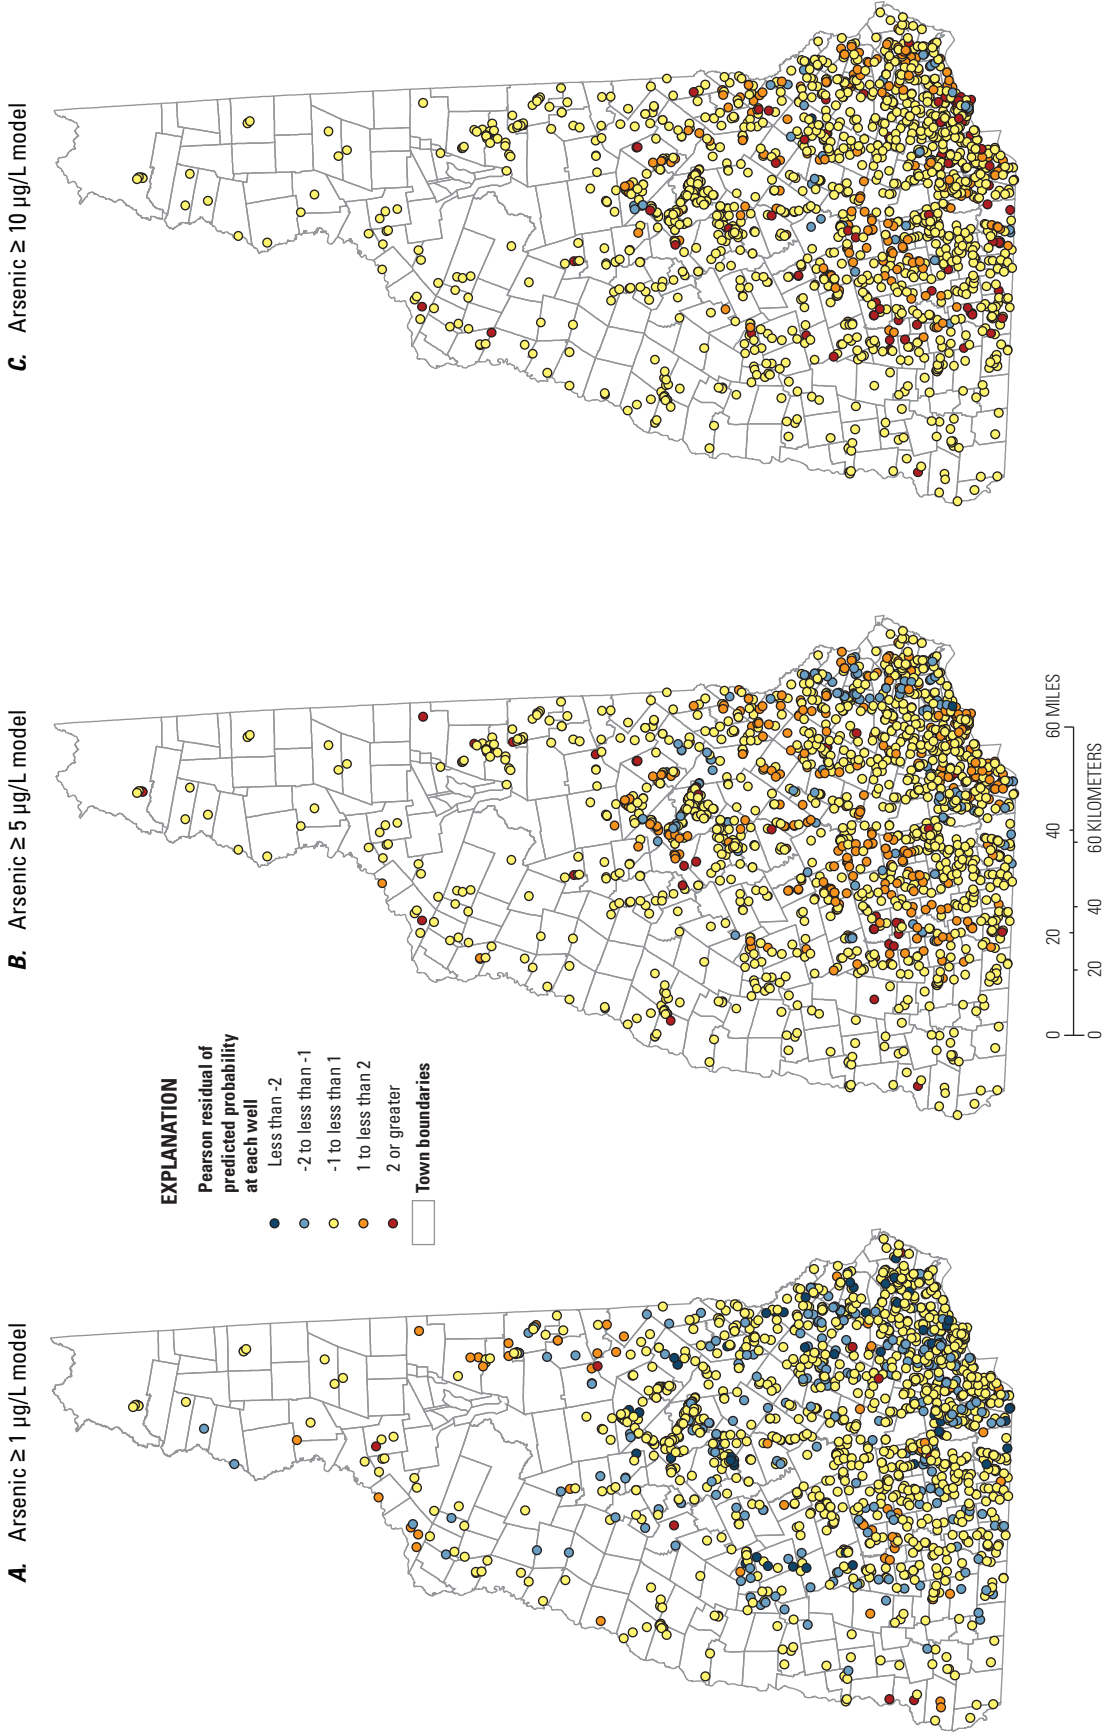 A. Arsenic ≥ 1 µg/L model
B. Arsenic ≥ 5 µg/L model
C. Arsenic ≥ 10 µg/L model
EXPLANATION
Pearson residual of
predicted probability
at each well
Less than -2
-2 to less than -1
-1 to less than 1
1 to less than 2
2 or greater
Town boundaries
0 20 40 60 MILES
0 20 40 60 KILOMETERS